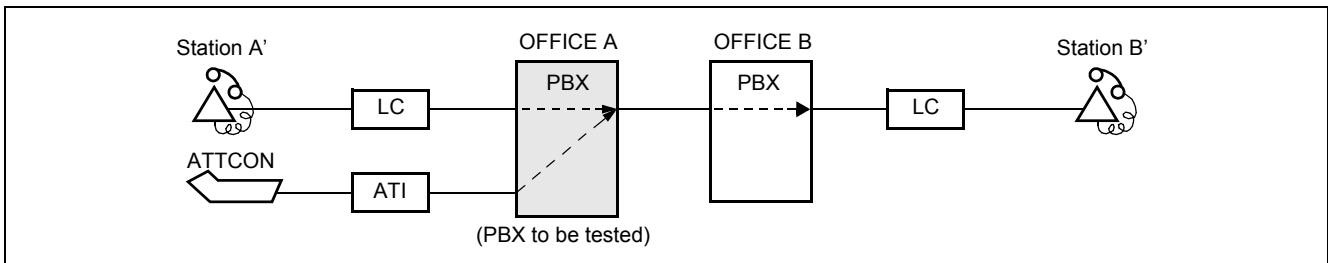 OFFICE A OFFICE B
Station A' Station B'
PBX PBX
LC LC
ATTCON
ATI
(PBX to be tested)